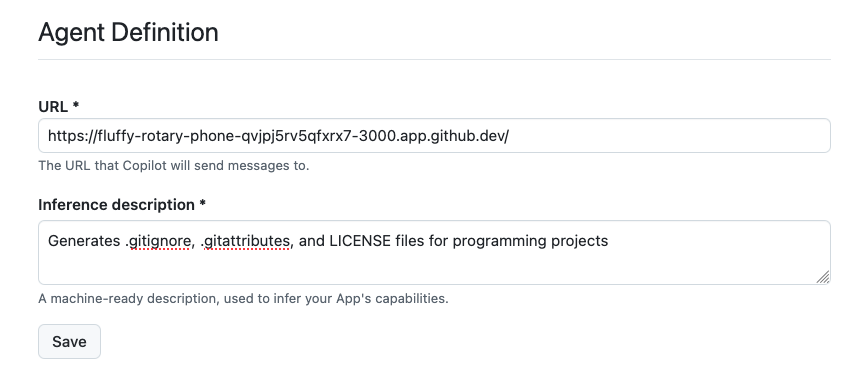 Agent Definition
URL *
https://fluffy-rotary-phone-qvjpj5rv5qfxrx7-3000.app.github.dev/
The URL that Copilot will send messages to.
Inference description *
Generates .gitignore, .gitattributes, and LICENSE files for programming projects
A machine-ready description, used to infer your App's capabilities.
Save